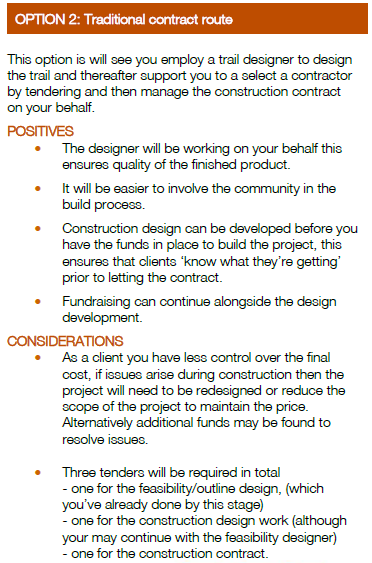 OPTION 2: Traditional contract route
This option is will see you employ a trail designer to design
the trail and thereafter support you to a select a contractor
by tendering and then manage the construction contract
on your behalf.
POSITIVES
• The designer will be working on your behalf this
ensures quality of the finished product.
• It will be easier to involve the community in the
build process.
• Construction design can be developed before you
have the funds in place to build the project, this
ensures that clients ‘know what they’re getting’
prior to letting the contract.
• Fundraising can continue alongside the design
development.
CONSIDERATIONS
• As a client you have less control over the final
cost, if issues arise during construction then the
project will need to be redesigned or reduce the
scope of the project to maintain the price.
Alternatively additional funds may be found to
resolve issues.
• Three tenders will be required in total
- one for the feasibility/outline design, (which
you’ve already done by this stage)
- one for the construction design work (although
your may continue with the feasibility designer)
- one for the construction contract.